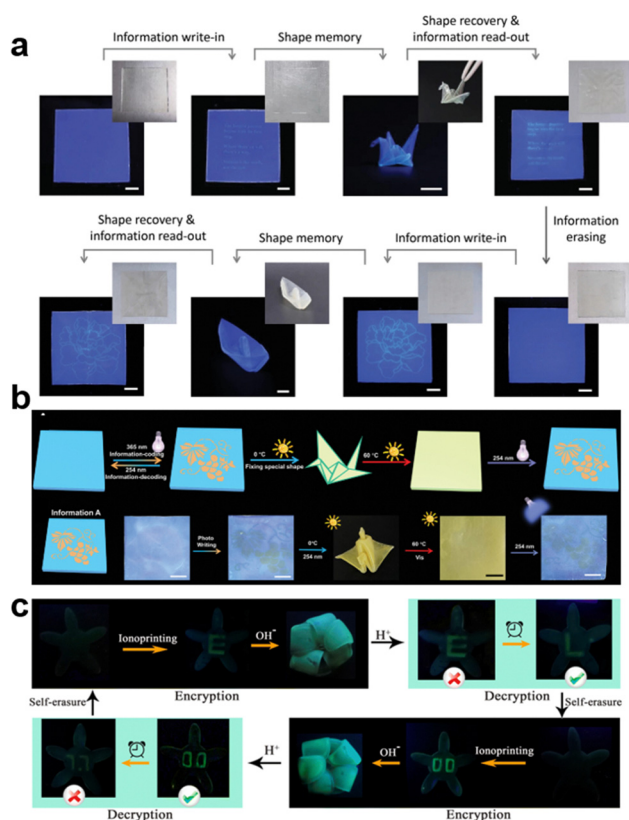 a
Information write-in
Shape memory
Shape recovery &
information read-out
Shape recovery &
information read-out
Shape memory
Information write-in
Information
erasing
b
365 nm
Information-coding
254 nm
Information-decoding
0 °C
Fixing special shape
60 °C
254 nm
Information A
Photo
Writing
0°C
254 nm
60 °C
Vis
254 nm
c
Ionoprinting
E
OH⁻
H⁺
E
L
Encryption
Decryption
Self-erasure
Self-erasure
H⁺
00
OH⁻
00
Ionoprinting
Decryption
Encryption